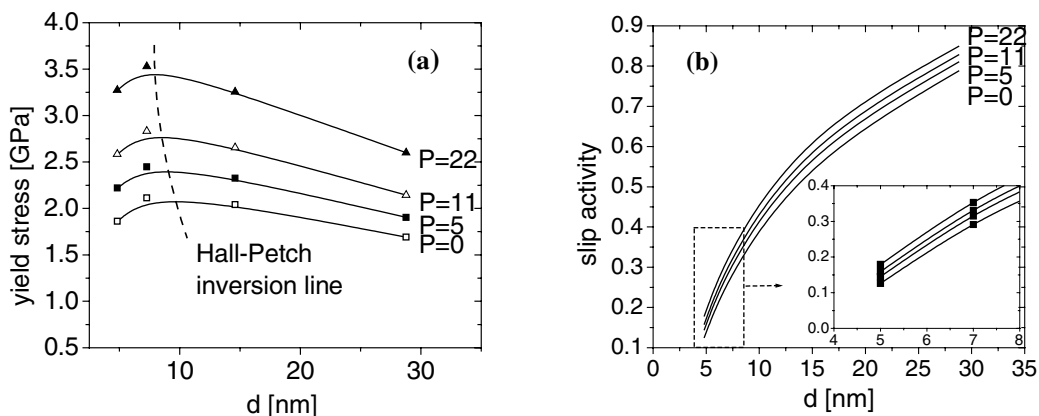 (a)
yield stress [GPa]
4.0
3.5
3.0
2.5
2.0
1.5
1.0
0.5
P=22
P=11
P=5
P=0
Hall-Petch
inversion line
10 20 30
d [nm]
(b)
slip activity
0.9
0.8
0.7
0.6
0.5
0.4
0.3
0.2
0.1
P=22
P=11
P=5
P=0
0.4
0.3
0.2
0.1
0.0
4 5 6 7 8
0 5 10 15 20 25 30 35
d [nm]